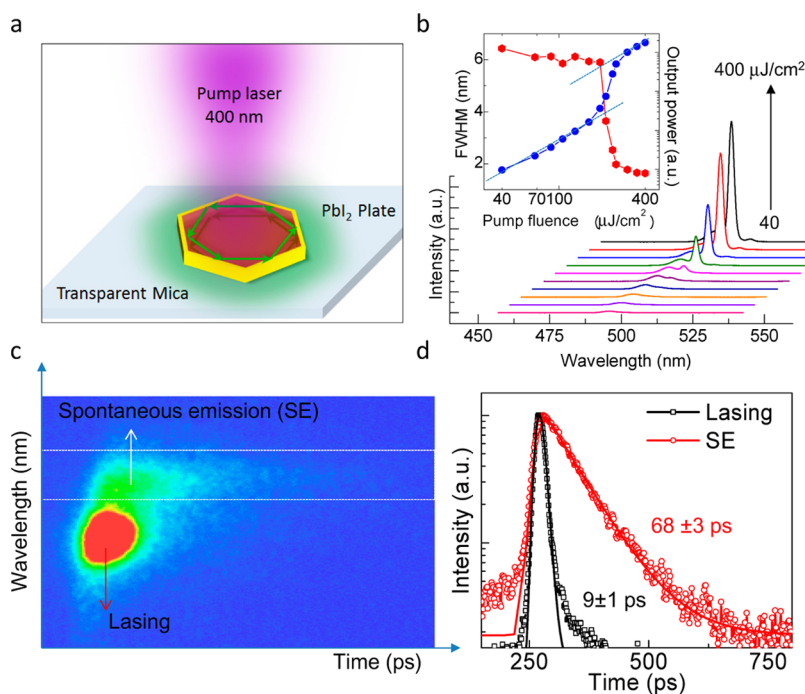 a
Pump laser
400 nm
PbI₂ Plate
Transparent Mica
b
6
4
2
FWHM (nm)
Output power (a.u)
40 70 100 400
Pump fluence (μJ/cm²)
400 μJ/cm²
40
Intensity (a.u.)
450 475 500 525 550
Wavelength (nm)
c
Spontaneous emission (SE)
Wavelength (nm)
Lasing
Time (ps)
d
Lasing
SE
68 ±3 ps
9±1 ps
Intensity (a.u.)
250 500 750
Time (ps)